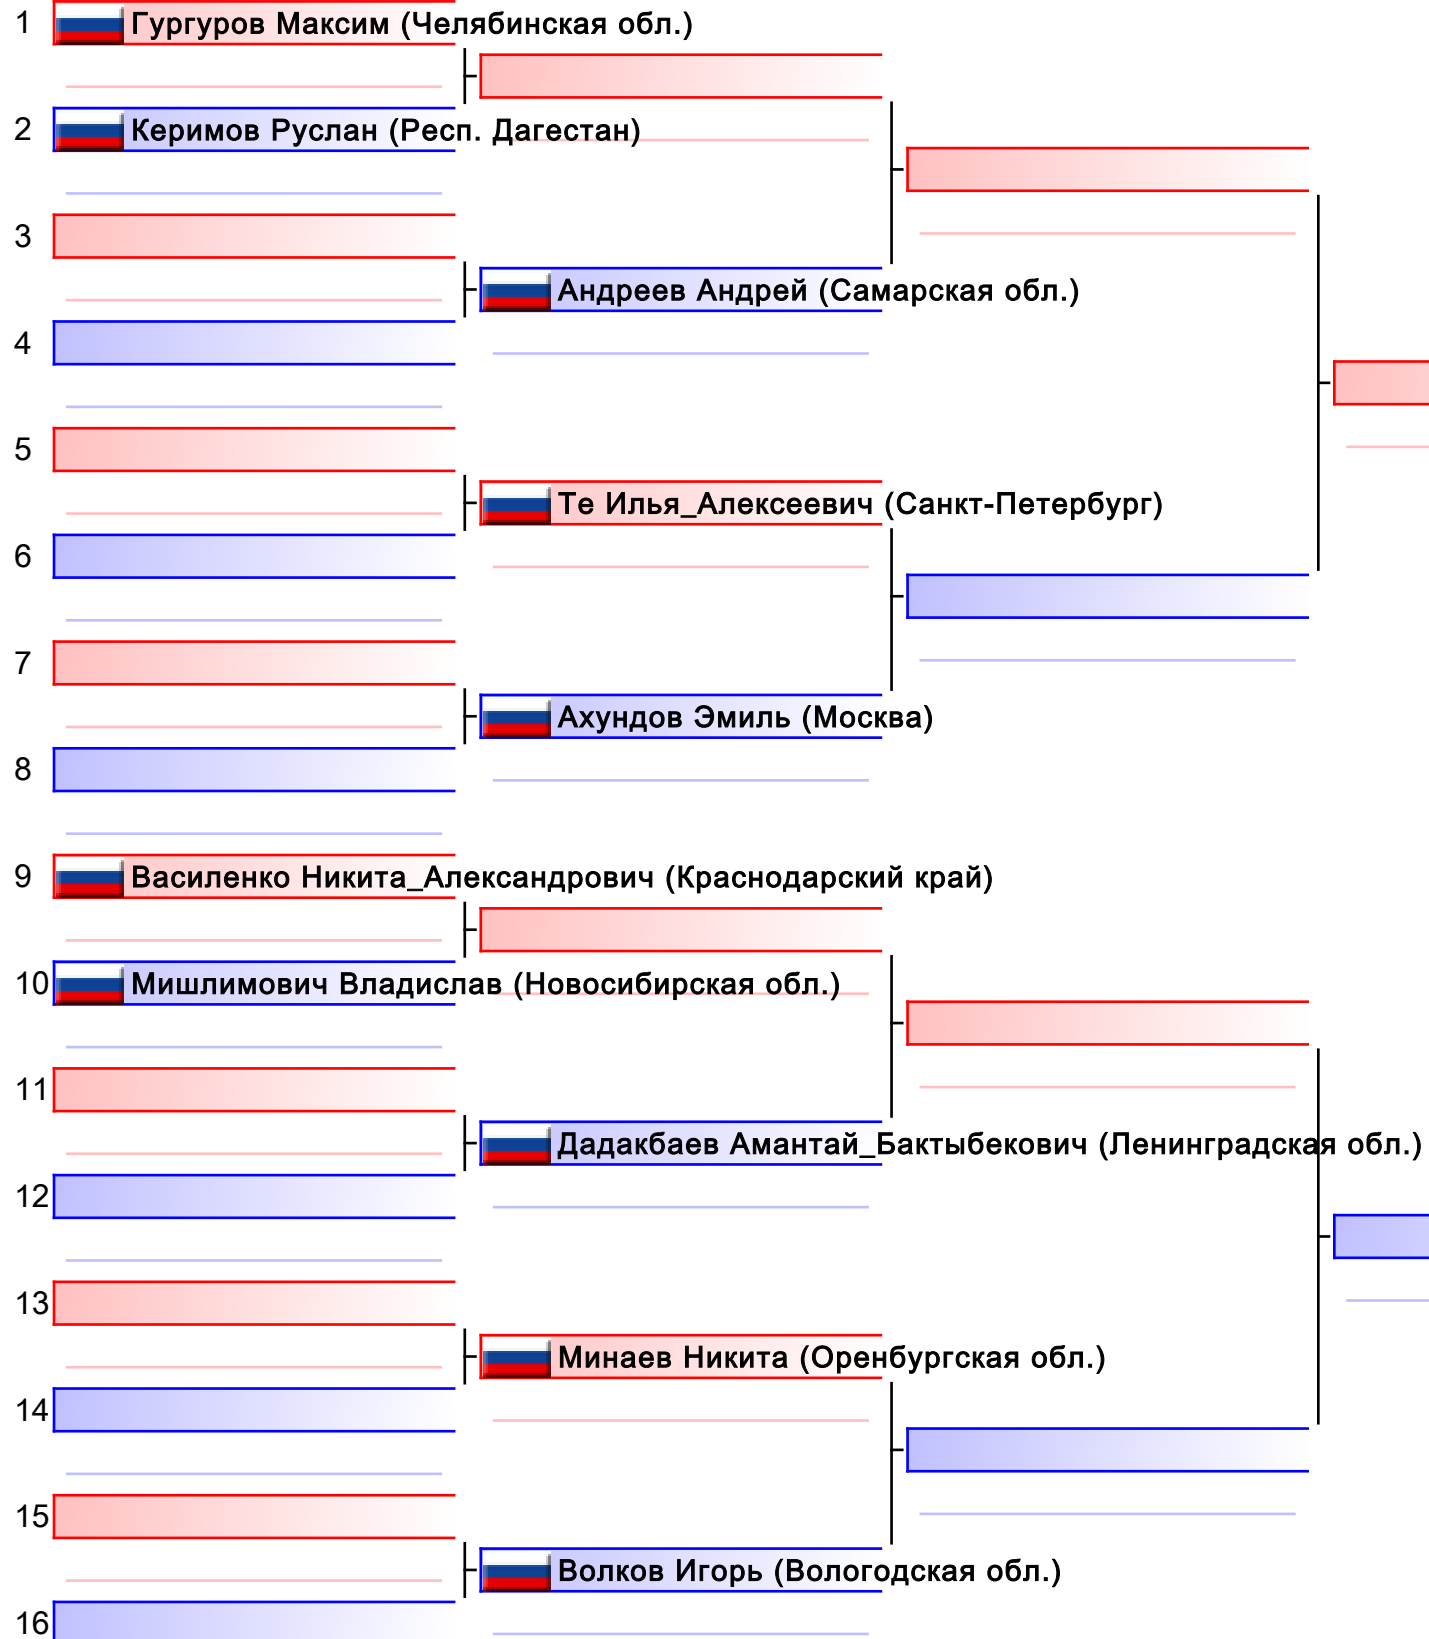 1 Гургуров Максим (Челябинская обл.)
2 Керимов Руслан (Респ. Дагестан)
3
Андреев Андрей (Самарская обл.)
4
5
Те Илья_Алексеевич (Санкт-Петербург)
6
7
Ахундов Эмиль (Москва)
8
9 Василенко Никита_Александрович (Краснодарский край)
10 Мишлимович Владислав (Новосибирская обл.)
11
Дадакбаев Амантай_Бактыбекович (Ленинградская обл.)
12
13
Минаев Никита (Оренбургская обл.)
14
15
Волков Игорь (Вологодская обл.)
16